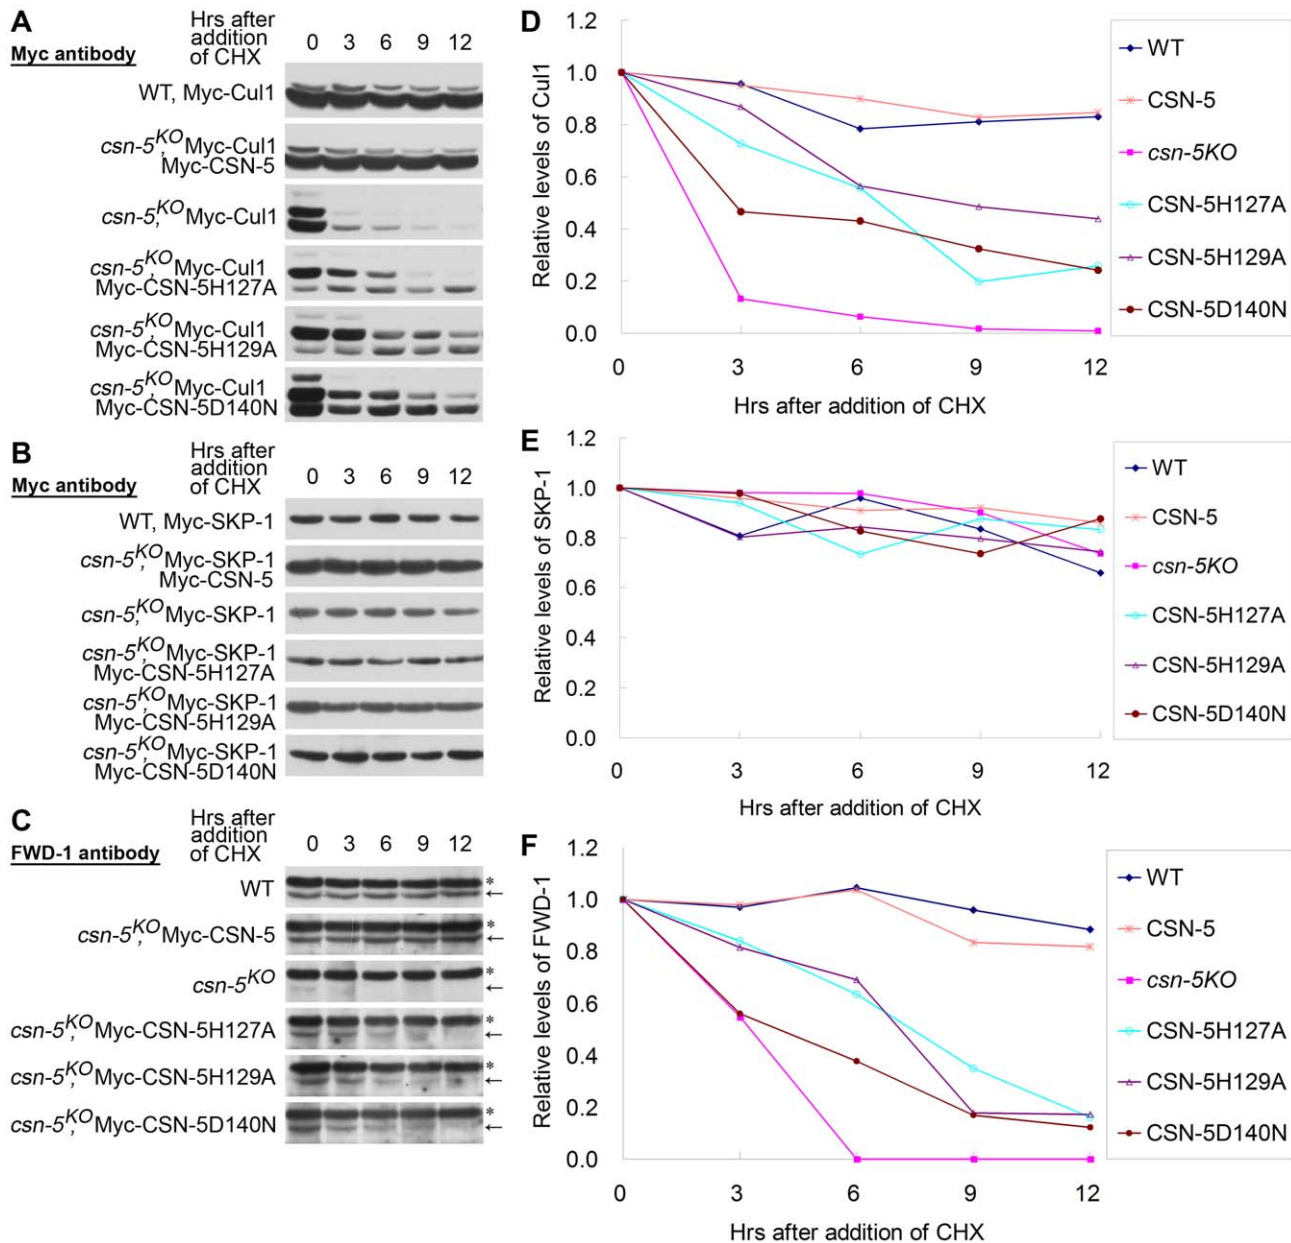 A
Hrs after
addition
of CHX
0 3 6 9 12
Myc antibody
WT, Myc-Cul1
csn-5KO, Myc-Cul1
Myc-CSN-5
csn-5KO, Myc-Cul1
csn-5KO, Myc-Cul1
Myc-CSN-5H127A
csn-5KO, Myc-Cul1
Myc-CSN-5H129A
csn-5KO, Myc-Cul1
Myc-CSN-5D140N
B
Hrs after
addition
of CHX
0 3 6 9 12
Myc antibody
WT, Myc-SKP-1
csn-5KO, Myc-SKP-1
Myc-CSN-5
csn-5KO, Myc-SKP-1
csn-5KO, Myc-SKP-1
Myc-CSN-5H127A
csn-5KO, Myc-SKP-1
Myc-CSN-5H129A
csn-5KO, Myc-SKP-1
Myc-CSN-5D140N
C
Hrs after
addition
of CHX
0 3 6 9 12
FWD-1 antibody
WT
*
←
csn-5KO, Myc-CSN-5
*
←
csn-5KO
*
←
csn-5KO, Myc-CSN-5H127A
*
←
csn-5KO, Myc-CSN-5H129A
*
←
csn-5KO, Myc-CSN-5D140N
*
←
D
Relative levels of Cul1
1.2
1.0
0.8
0.6
0.4
0.2
0.0
0 3 6 9 12
Hrs after addition of CHX
WT
CSN-5
csn-5KO
CSN-5H127A
CSN-5H129A
CSN-5D140N
E
Relative levels of SKP-1
1.2
1.0
0.8
0.6
0.4
0.2
0.0
0 3 6 9 12
Hrs after addition of CHX
WT
CSN-5
csn-5KO
CSN-5H127A
CSN-5H129A
CSN-5D140N
F
Relative levels of FWD-1
1.2
1.0
0.8
0.6
0.4
0.2
0.0
0 3 6 9 12
Hrs after addition of CHX
WT
CSN-5
csn-5KO
CSN-5H127A
CSN-5H129A
CSN-5D140N